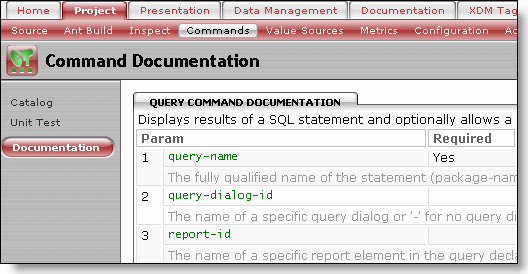 Home Project Presentation Data Management Documentation XDM Tag
Source Ant Build Inspect Commands Value Sources Metrics Configuration
Command Documentation
Catalog
Unit Test
Documentation
QUERY COMMAND DOCUMENTATION
Displays results of a SQL statement and optionally allows a
Param Required
1 query-name Yes
The fully qualified name of the statement (package-nam
2 query-dialog-id
The name of a specific query dialog or '-' for no query di
3 report-id
The name of a specific report element in the query decla